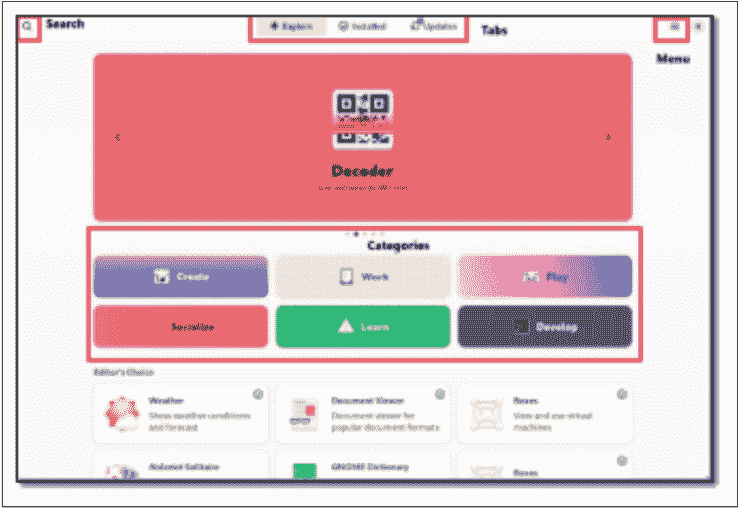 Search
Explore
Installed
Updates
Tabs
Menu
Decoder
Categories
Create
Work
Play
Socialize
Learn
Develop
Editor's Choice
Weather
Show weather conditions
and forecast
Document Viewer
Document viewer for
popular document formats
Boxes
View and use virtual
machines
Solitaire
GNOME Dictionary
Boxes